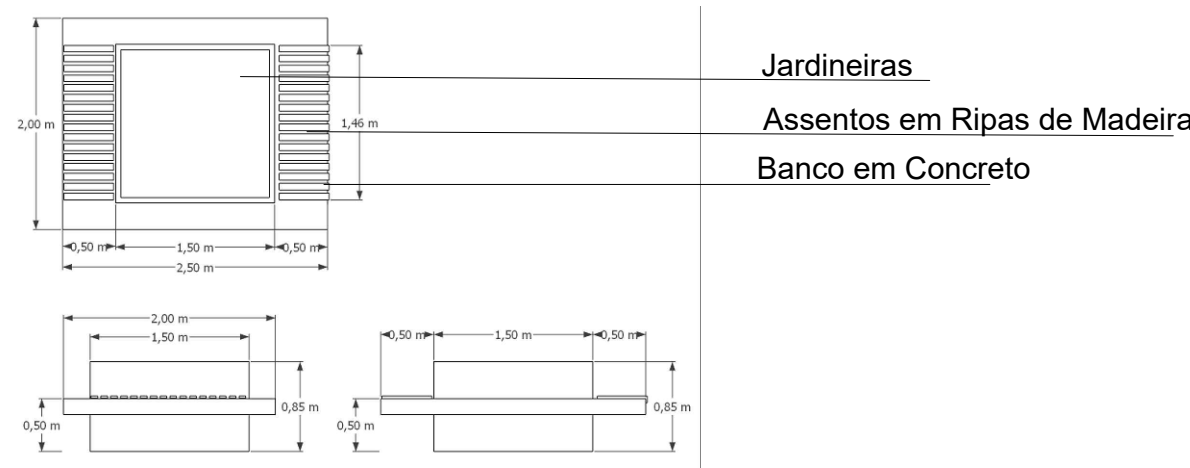 Jardineiras
Assentos em Ripas de Madeira
Banco em Concreto
2,00 m
1,46 m
0,50 m
1,50 m
0,50 m
2,50 m
2,00 m
1,50 m
0,85 m
0,50 m
0,50 m
1,50 m
0,50 m
0,85 m
0,50 m